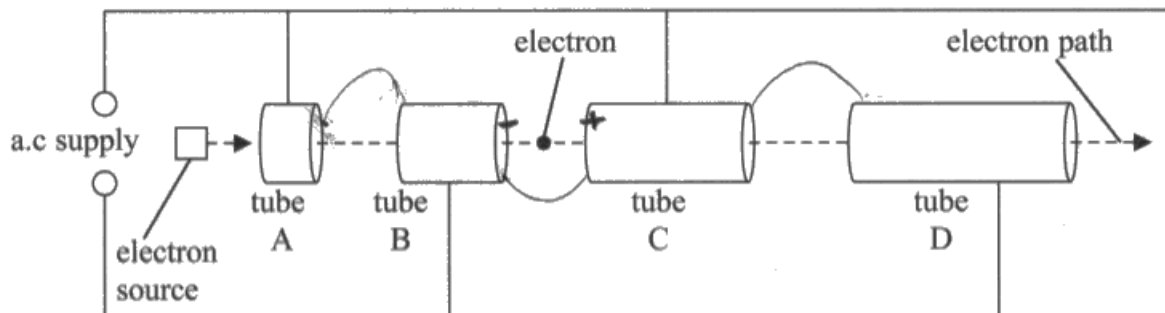 electron
electron path
a.c supply
- +
tube
A
tube
B
tube
C
tube
D
electron
source